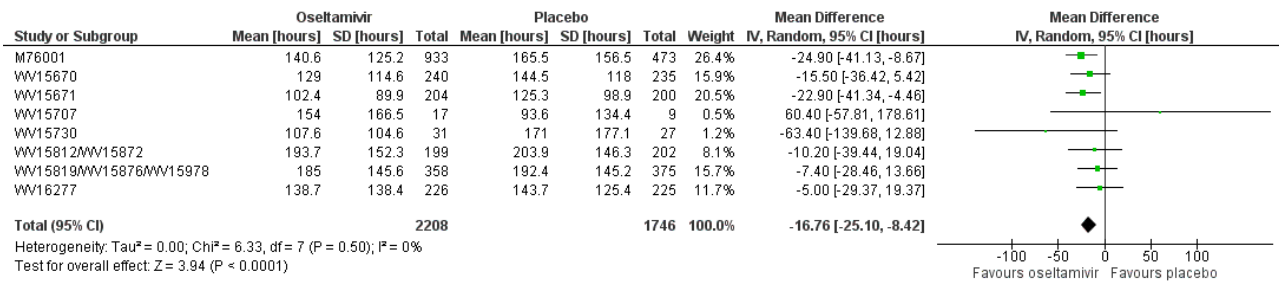 Oseltamivir Placebo Mean Difference Mean Difference
Study or Subgroup Mean [hours] SD [hours] Total Mean [hours] SD [hours] Total Weight IV, Random, 95% CI [hours] IV, Random, 95% CI [hours]
M76001 140.6 125.2 933 165.5 156.5 473 26.4% -24.90 [-41.13, -8.67]
WV15670 129 114.6 240 144.5 118 235 15.9% -15.50 [-36.42, 5.42]
WV15671 102.4 89.9 204 125.3 98.9 200 20.5% -22.90 [-41.34, -4.46]
WV15707 154 166.5 17 93.6 134.4 9 0.5% 60.40 [-57.81, 178.61]
WV15730 107.6 104.6 31 171 177.1 27 1.2% -63.40 [-139.68, 12.88]
WV15812/WV15872 193.7 152.3 199 203.9 146.3 202 8.1% -10.20 [-39.44, 19.04]
WV15819/WV15876/WV15978 185 145.6 358 192.4 145.2 375 15.7% -7.40 [-28.46, 13.66]
WV16277 138.7 138.4 226 143.7 125.4 225 11.7% -5.00 [-29.37, 19.37]
Total (95% CI) 2208 1746 100.0% -16.76 [-25.10, -8.42]
Heterogeneity: Tau² = 0.00; Chi² = 6.33, df = 7 (P = 0.50); I² = 0%
Test for overall effect: Z = 3.94 (P < 0.0001)
-100 -50 0 50 100
Favours oseltamivir Favours placebo